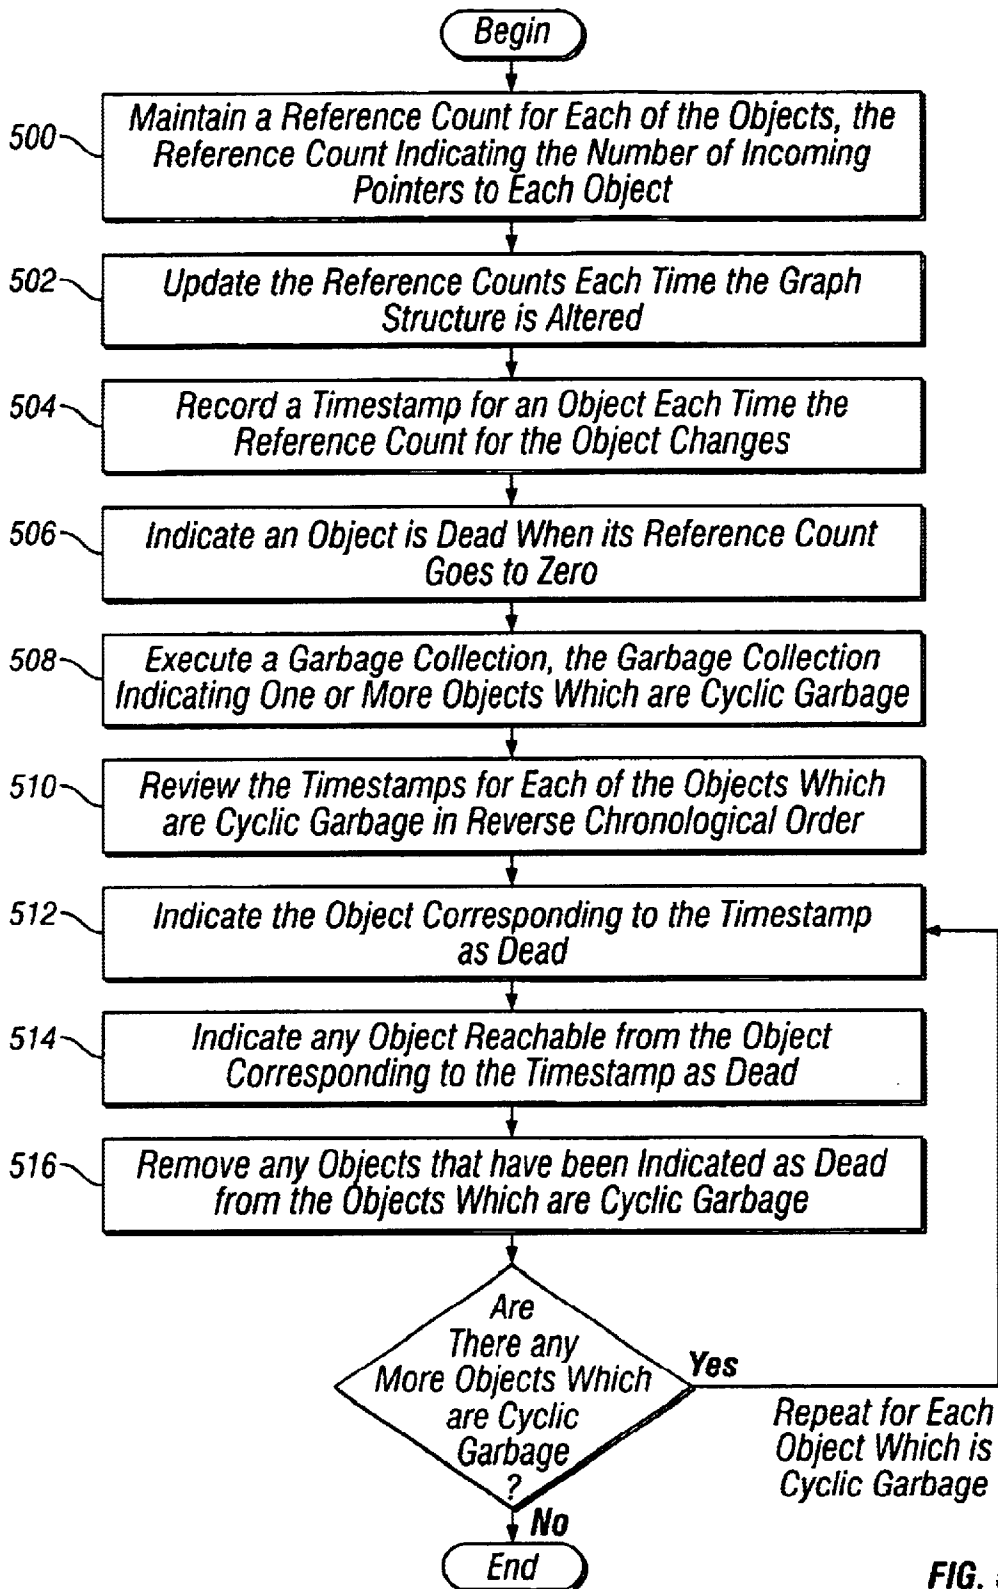 Begin
500
Maintain a Reference Count for Each of the Objects, the
Reference Count Indicating the Number of Incoming
Pointers to Each Object
502
Update the Reference Counts Each Time the Graph
Structure is Altered
504
Record a Timestamp for an Object Each Time the
Reference Count for the Object Changes
506
Indicate an Object is Dead When its Reference Count
Goes to Zero
508
Execute a Garbage Collection, the Garbage Collection
Indicating One or More Objects Which are Cyclic Garbage
510
Review the Timestamps for Each of the Objects Which
are Cyclic Garbage in Reverse Chronological Order
512
Indicate the Object Corresponding to the Timestamp
as Dead
514
Indicate any Object Reachable from the Object
Corresponding to the Timestamp as Dead
516
Remove any Objects that have been Indicated as Dead
from the Objects Which are Cyclic Garbage
Are
There any
More Objects Which
are Cyclic
Garbage
?
Yes
Repeat for Each
Object Which is
Cyclic Garbage
No
End
FIG.